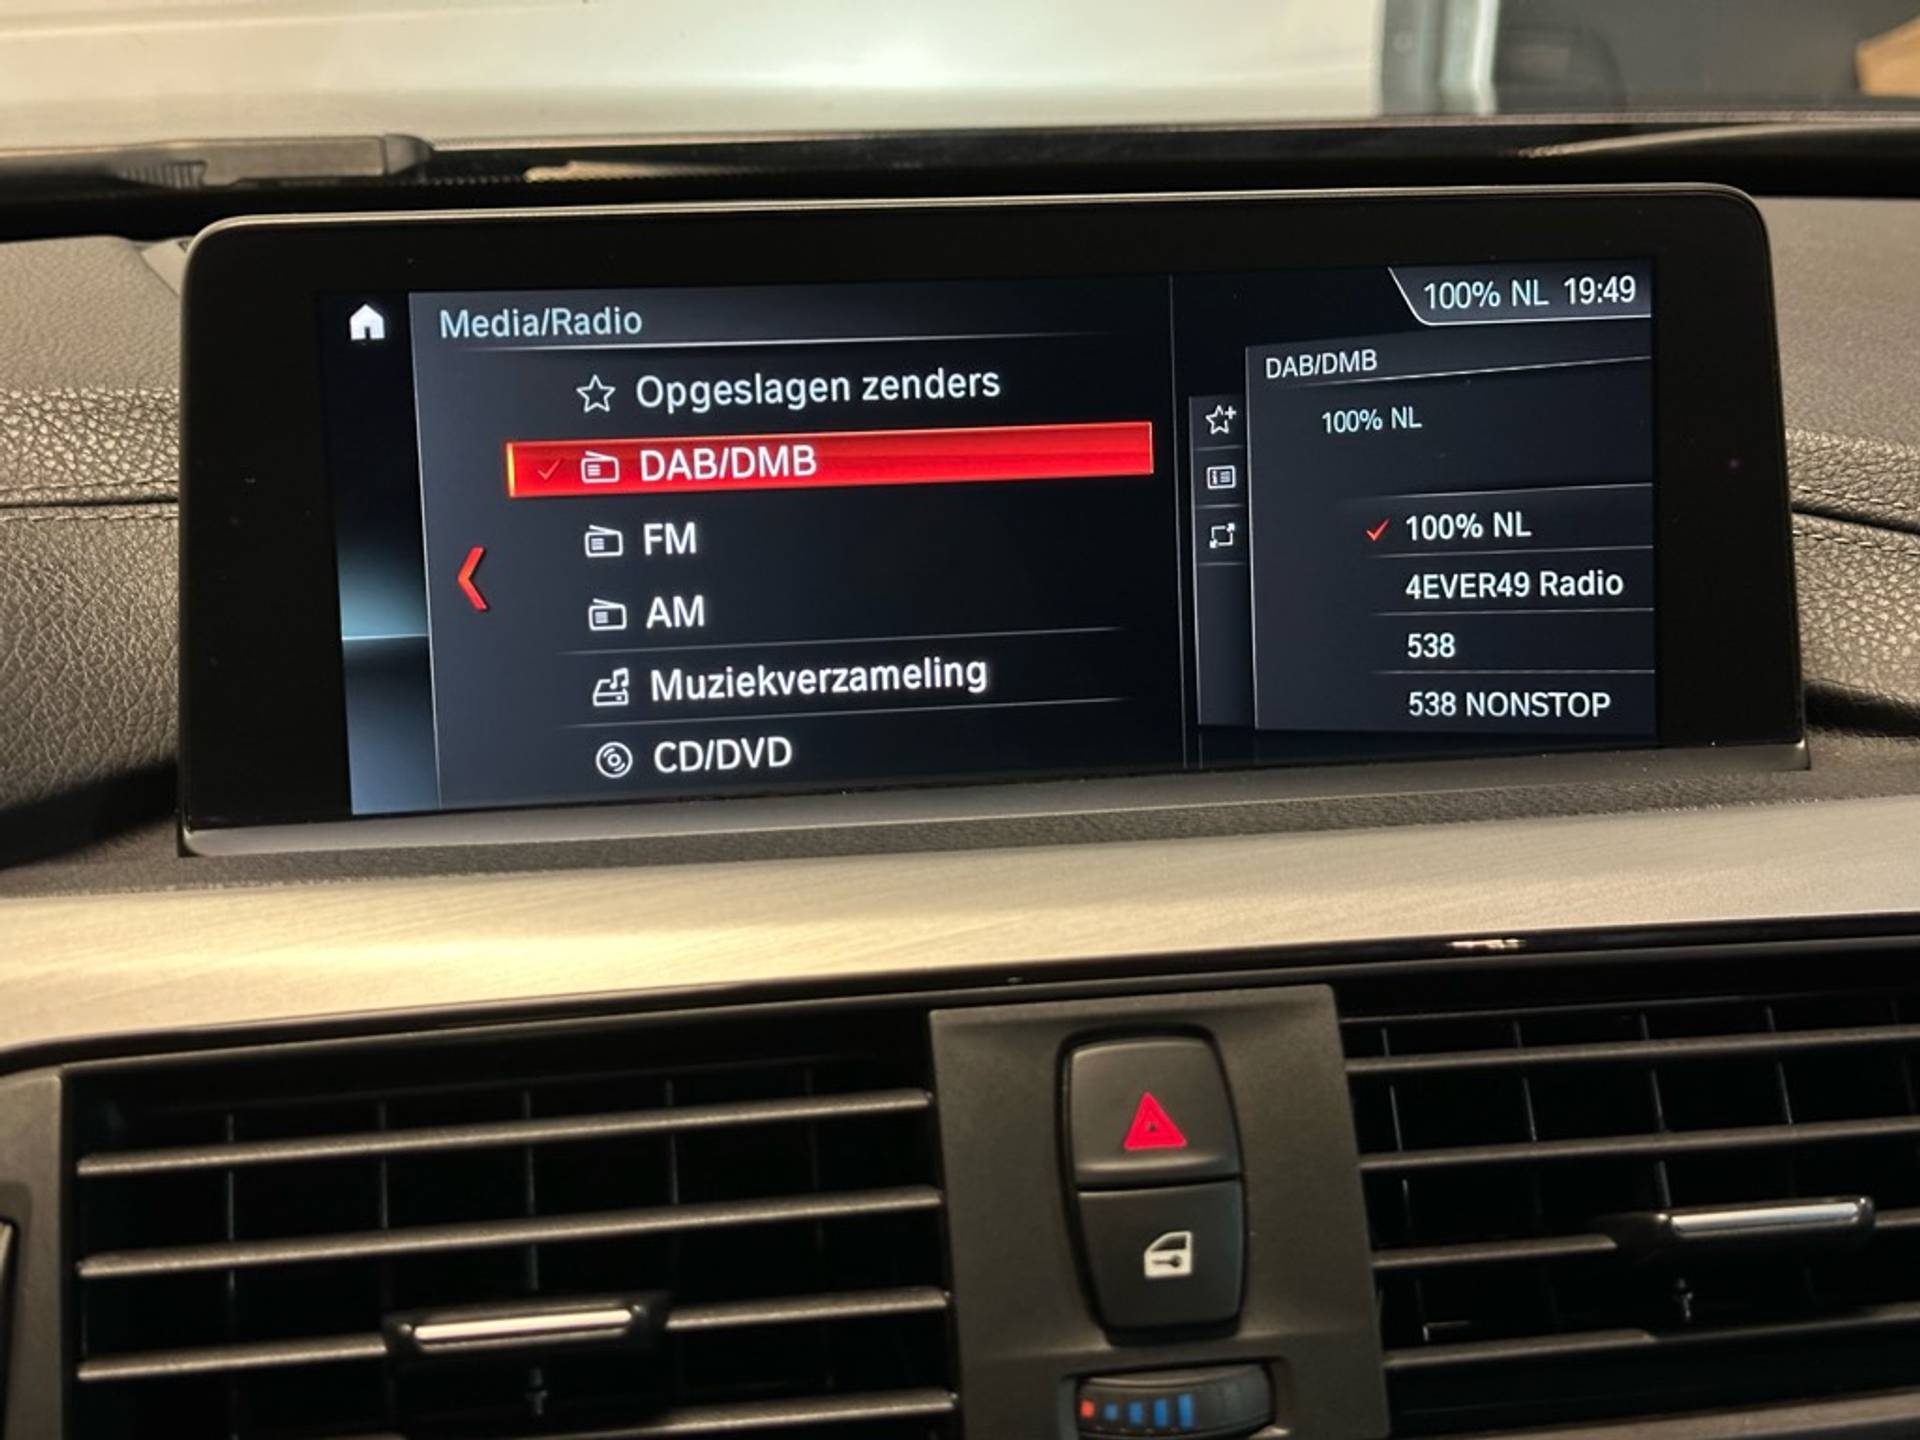 Media/Radio
Opgeslagen zenders
DAB/DMB
FM
AM
Muziekverzameling
CD/DVD
100% NL 19:49
DAB/DMB
100% NL
100% NL
4EVER49 Radio
538
538 NONSTOP